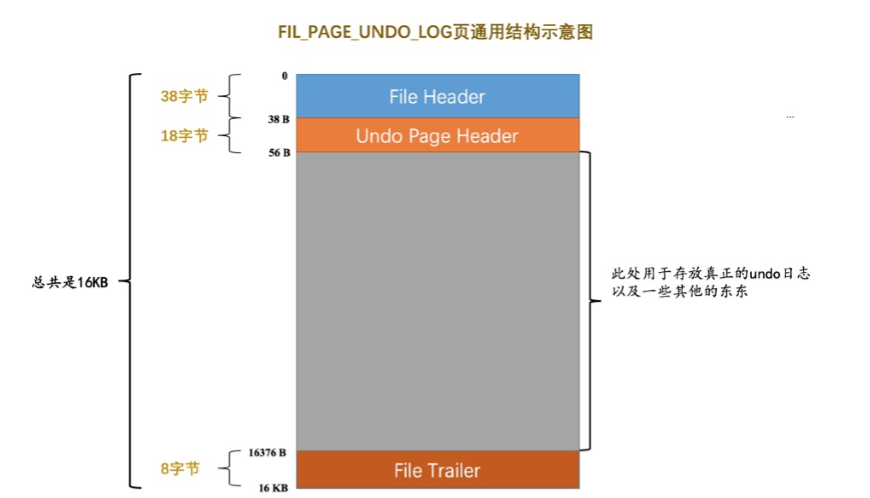 FIL_PAGE_UNDO_LOG页通用结构示意图
0
38字节
File Header
...
38 B
18字节
Undo Page Header
56 B
总共是16KB
此处用于存放真正的undo日志
以及一些其他的东东
16376 B
8字节
File Trailer
16 KB